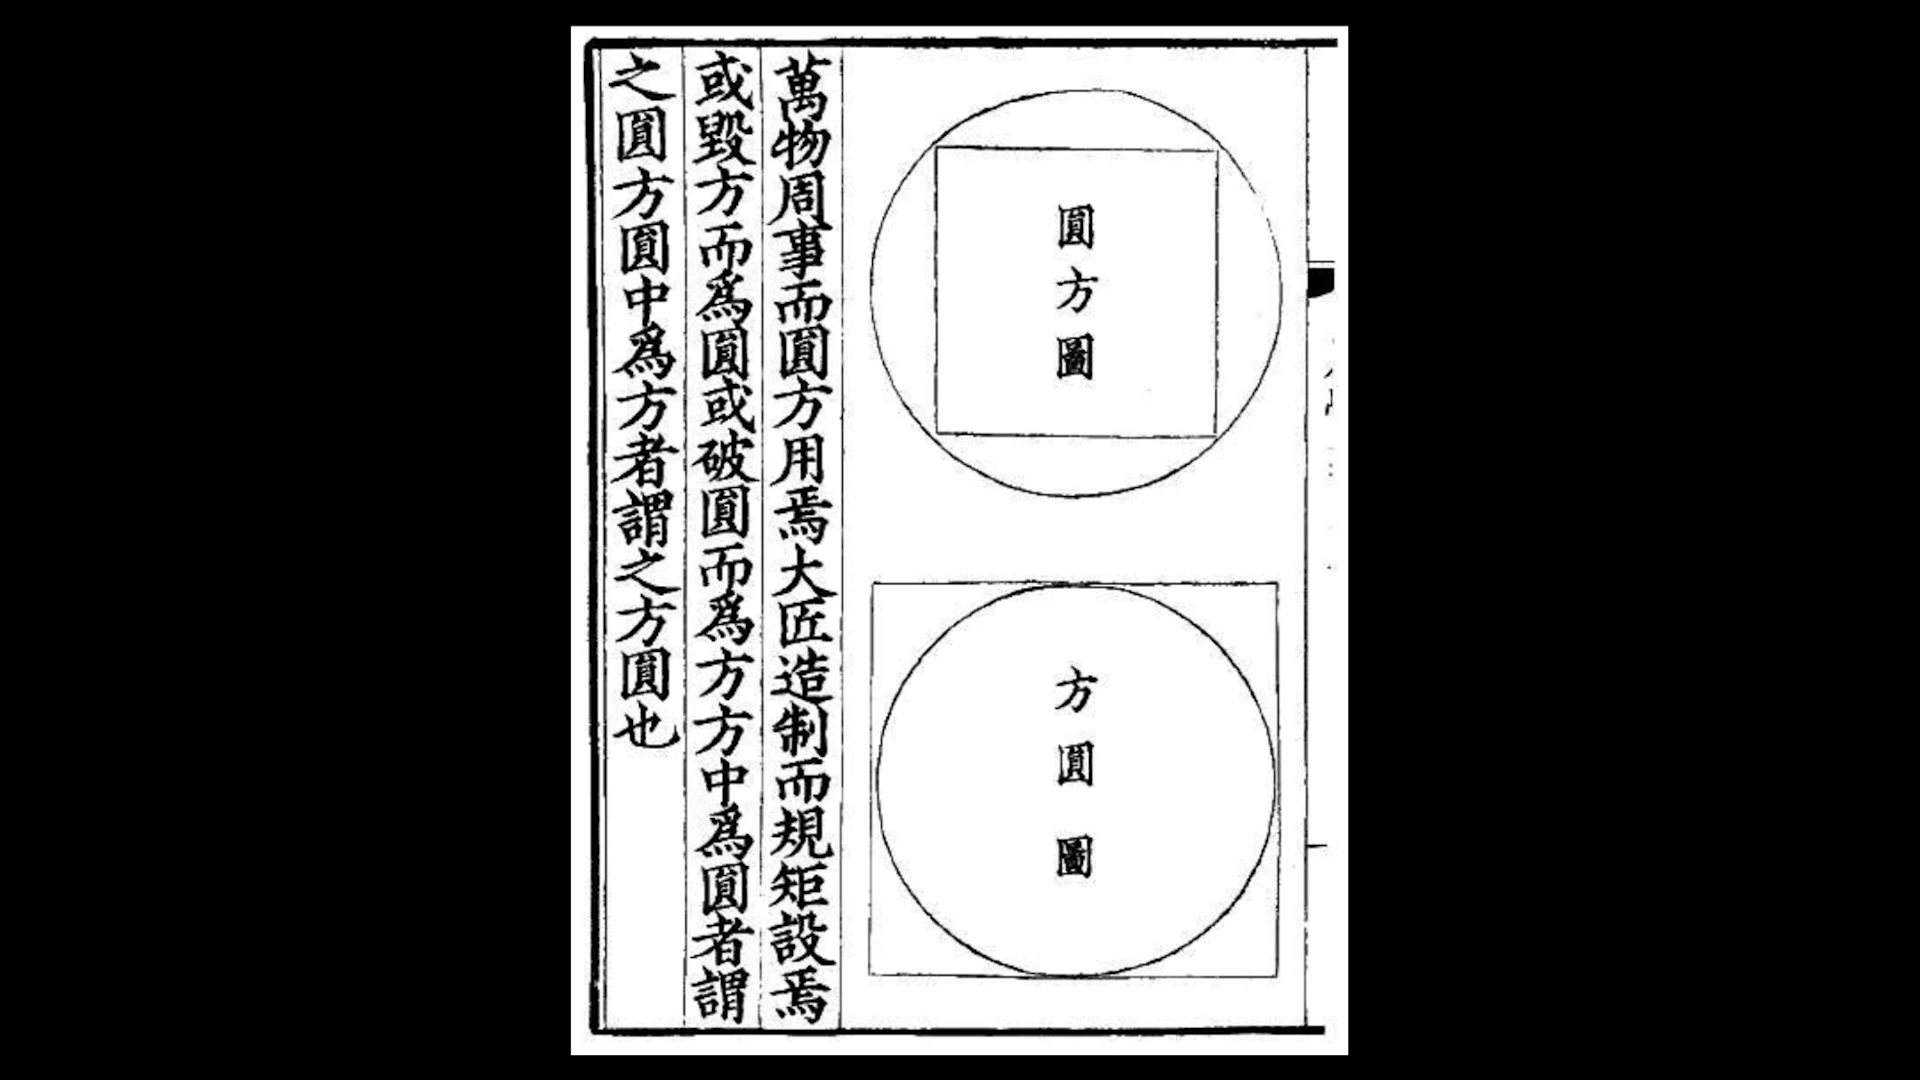 圓方圖
方圓圖
萬物周事而圓方用焉大匠造制而規矩設焉
或毀方而爲圓或破圓而爲方方中爲圓者謂
之圓方圓中爲方者謂之方圓也